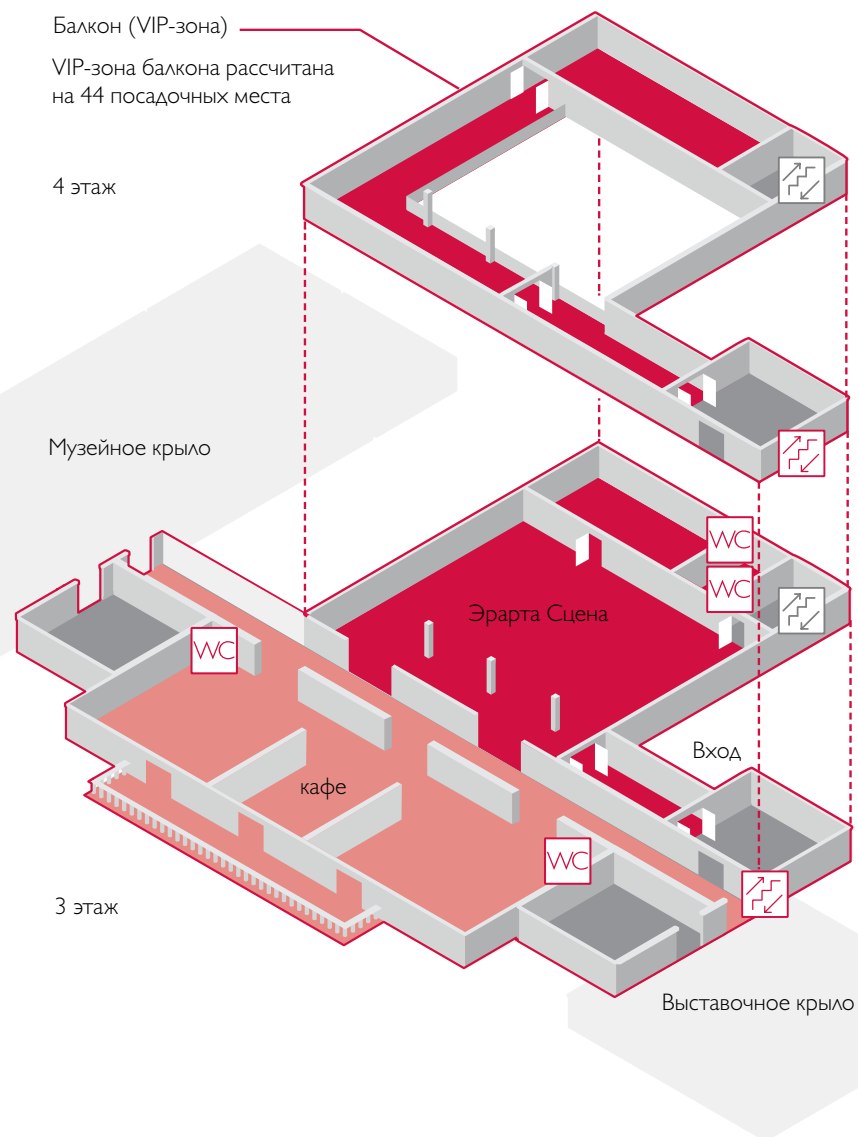 Балкон (VIP-зона)
VIP-зона балкона рассчитана
на 44 посадочных места
4 этаж
Музейное крыло
WC
WC
Эрарта Сцена
WC
Вход
кафе
WC
3 этаж
Выставочное крыло